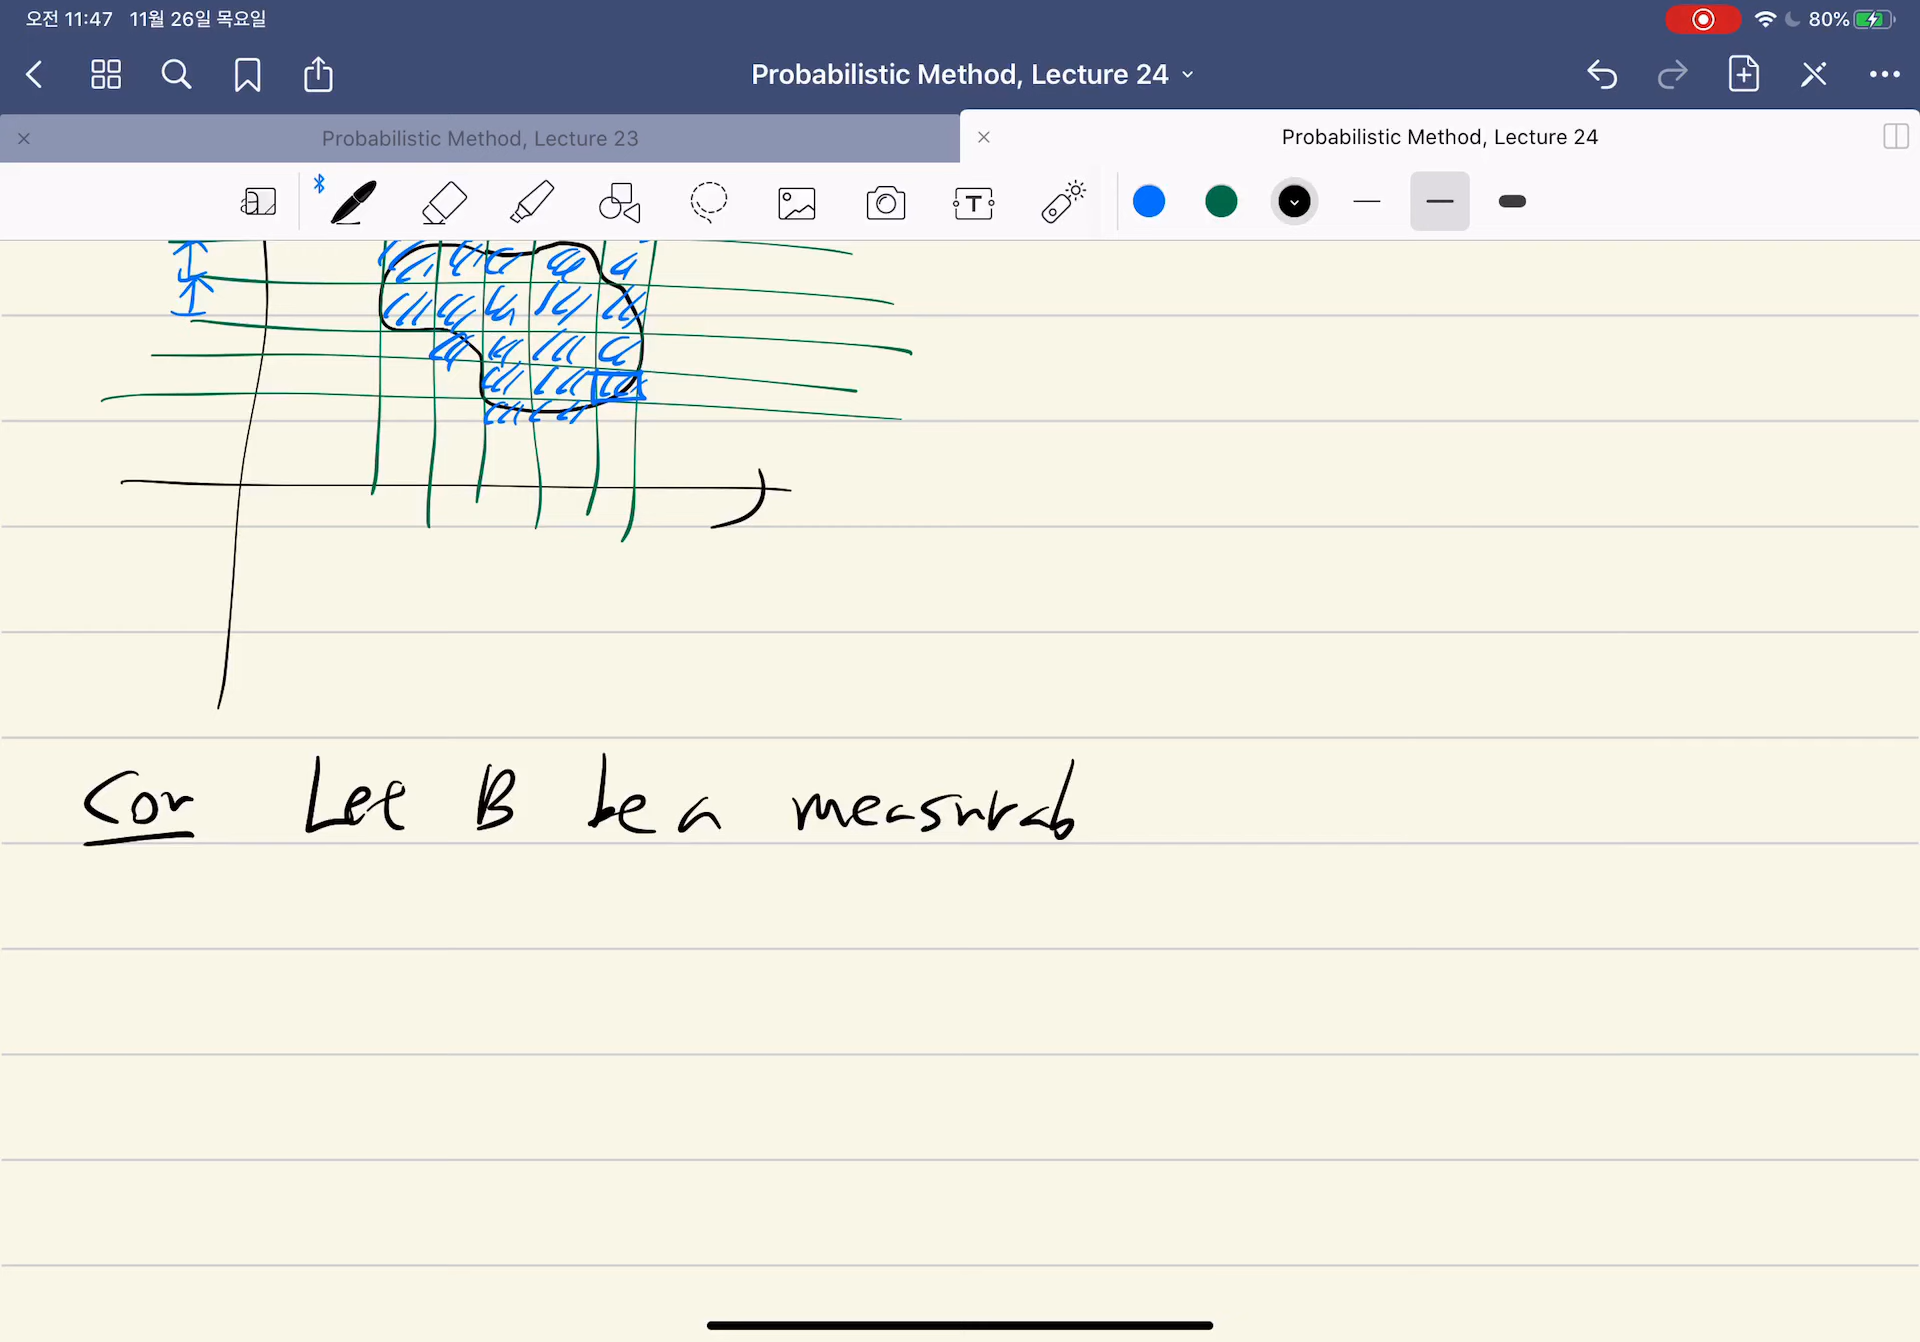 오전 11:47 11월 26일 목요일 80%
Probabilistic Method, Lecture 24
Probabilistic Method, Lecture 23 Probabilistic Method, Lecture 24
Cor Let B be a measurab